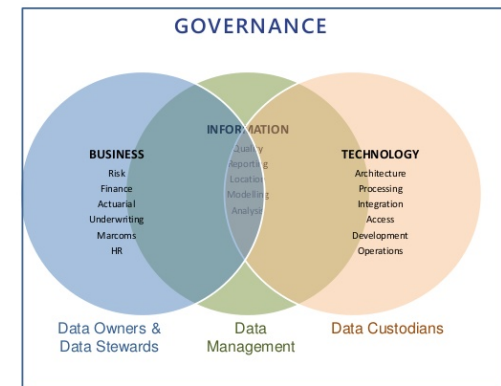 GOVERNANCE
BUSINESS
Risk
Finance
Actuarial
Underwriting
Marcoms
HR
INFORMATION
Quality
Reporting
Location
Modelling
Analyse
TECHNOLOGY
Architecture
Processing
Integration
Access
Development
Operations
Data Owners &
Data Stewards
Data
Management
Data Custodians